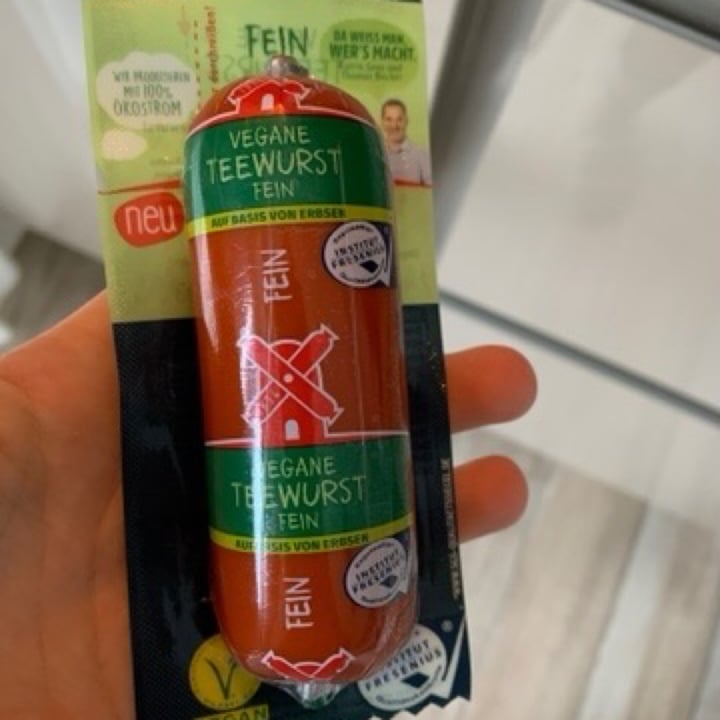 FEIN
DA WEISS MAN,
WER'S MACHT.
WIR PRODUZIEREN
MIT 100%
ÖKOSTROM
neu
VEGANE
TEEWURST
FEIN
AUF BASIS VON ERBSEN
FEIN
INSTITUT
FRESENIUS
VEGANE
TEEWURST
FEIN
AUF BASIS VON ERBSEN
FEIN
INSTITUT
FRESENIUS
V
VEGAN
INSTITUT
FRESENIUS